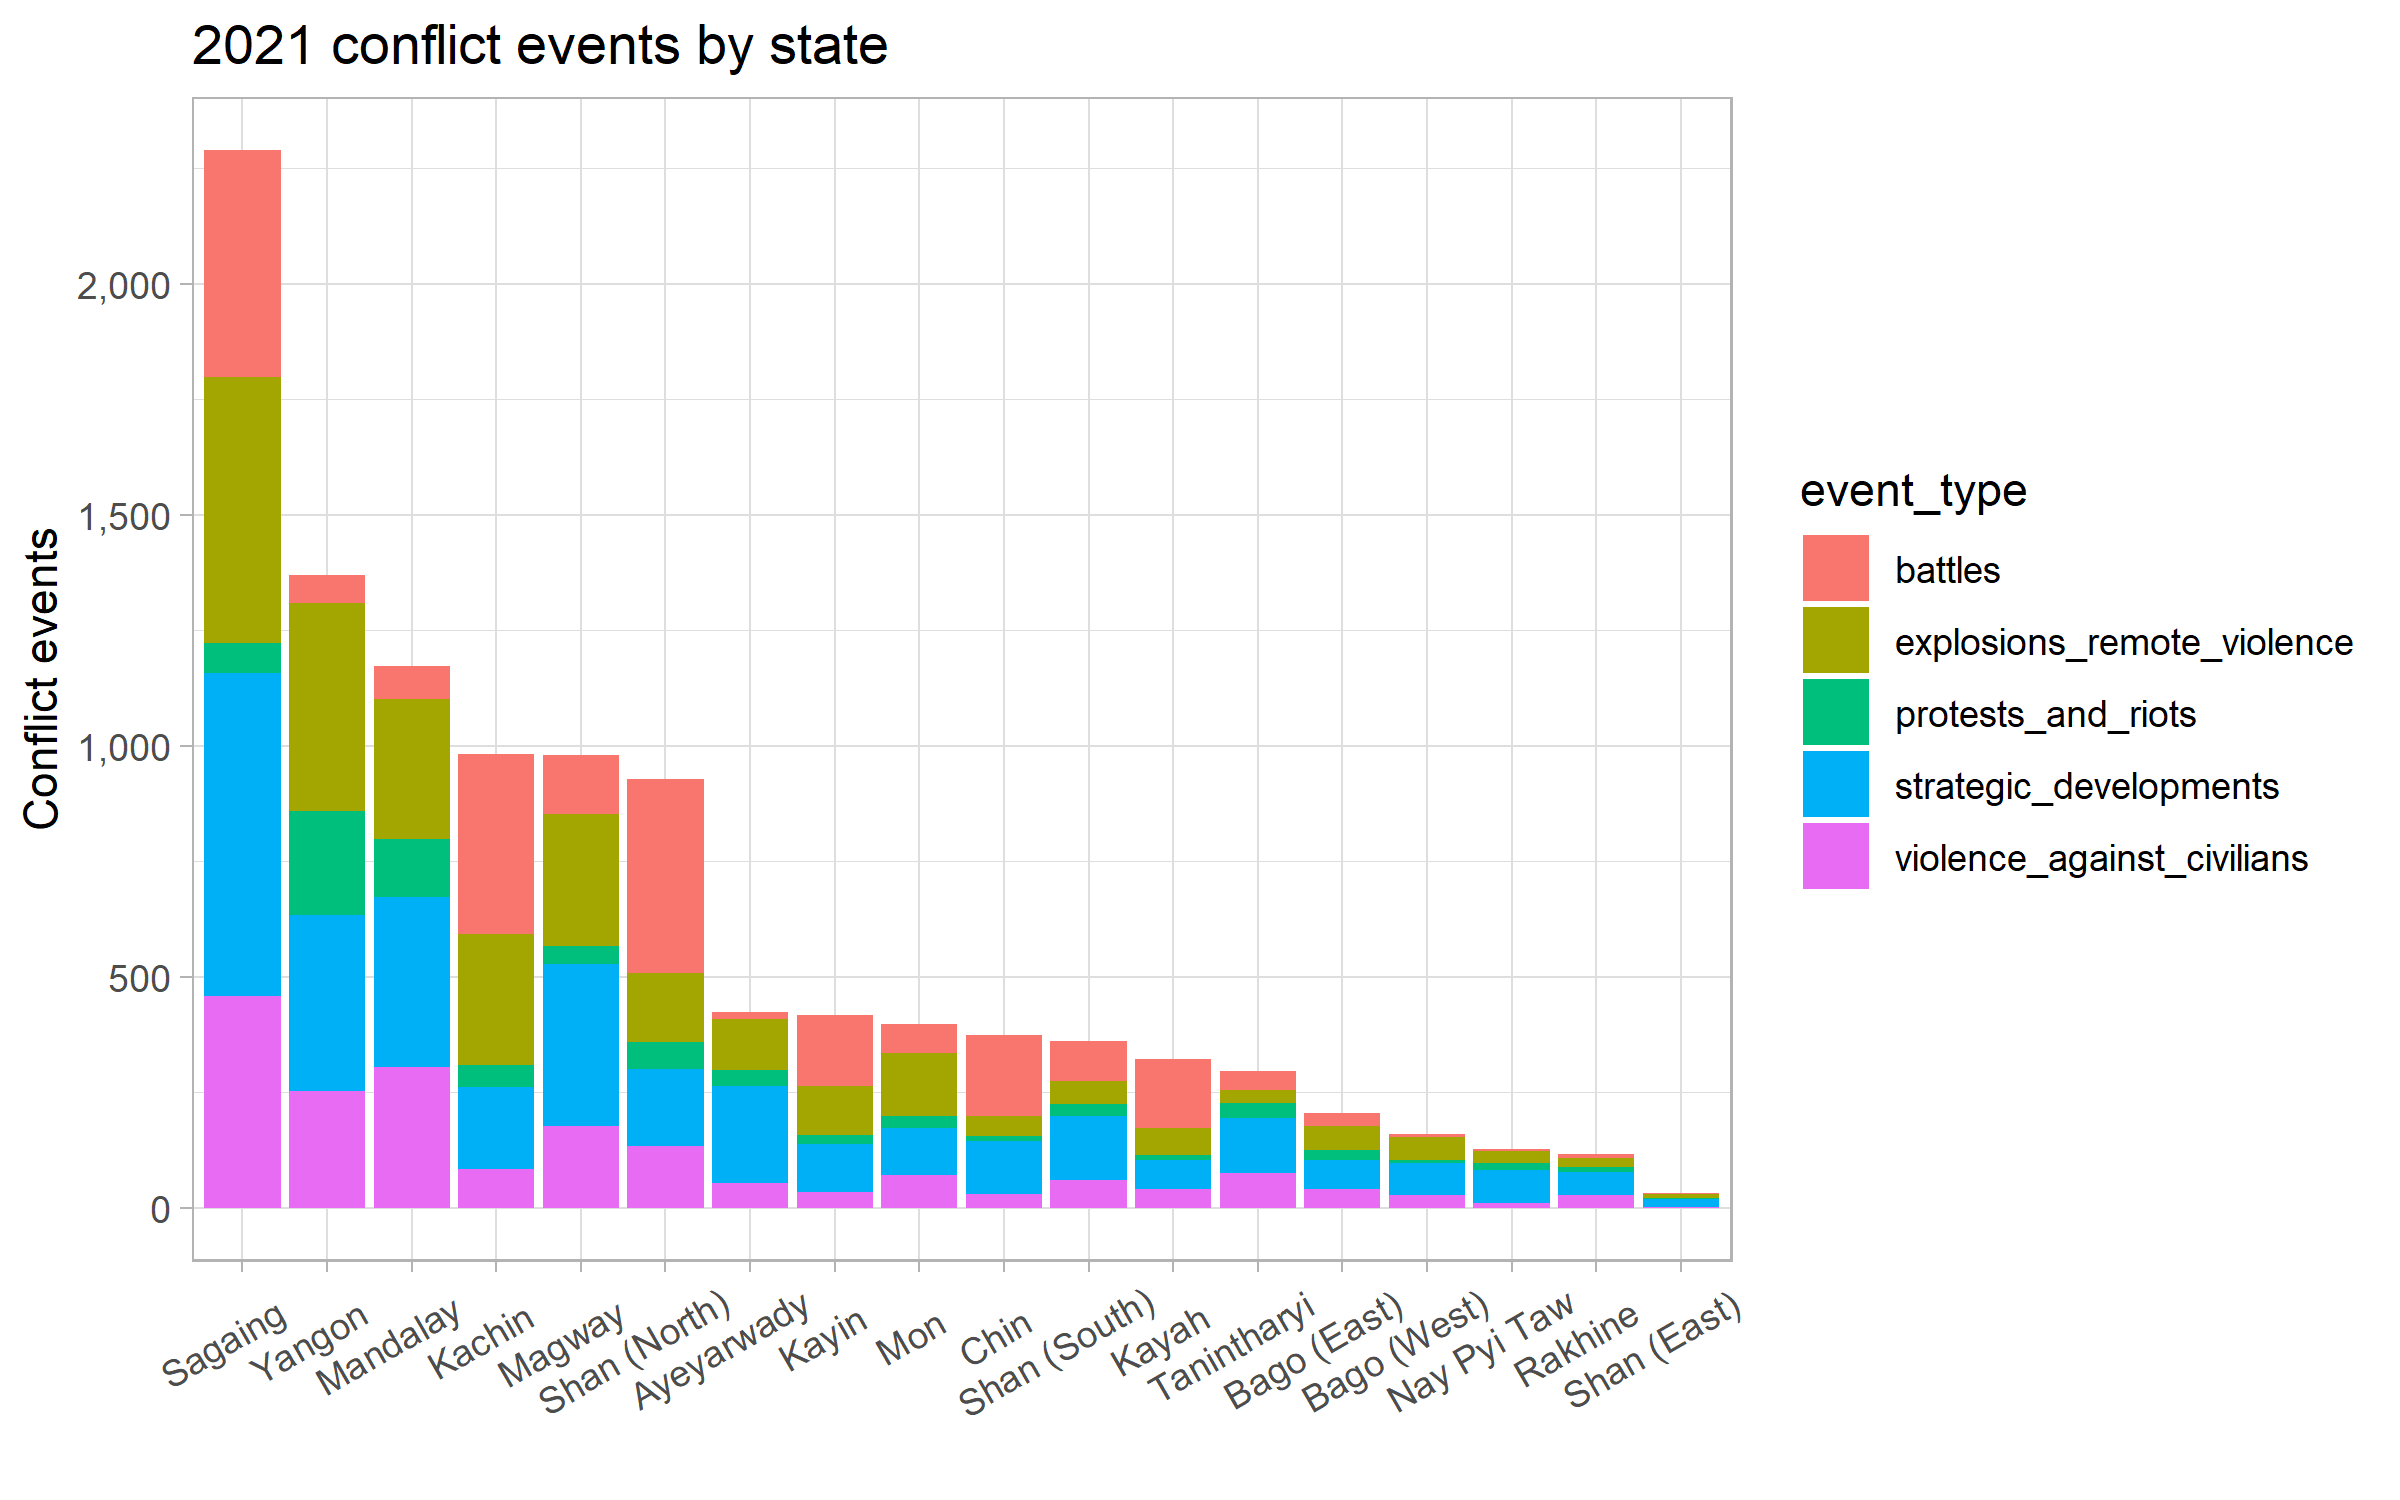 2021 conflict events by state
Conflict events
2,000
1,500
1,000
500
0
Sagaing
Yangon
Mandalay
Kachin
Magway
Shan (North)
Ayeyarwady
Kayin
Mon
Chin
Shan (South)
Kayah
Tanintharyi
Bago (East)
Bago (West)
Nay Pyi Taw
Rakhine
Shan (East)
event_type
battles
explosions_remote_violence
protests_and_riots
strategic_developments
violence_against_civilians